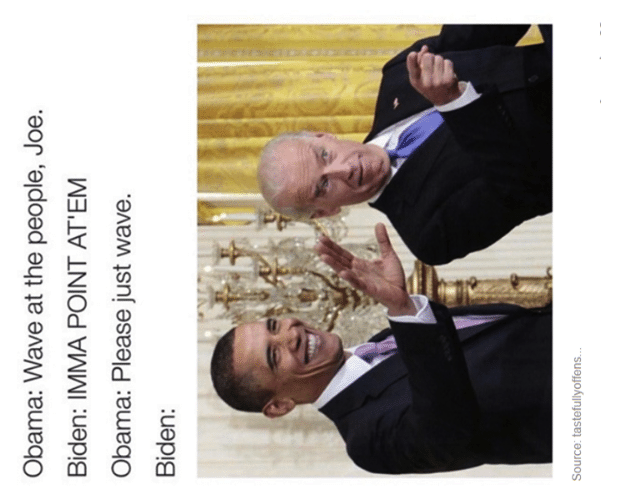 Obama: Wave at the people, Joe.
Biden: IMMA POINT AT'EM
Obama: Please just wave.
Biden:
Source: tastefullyoffens...